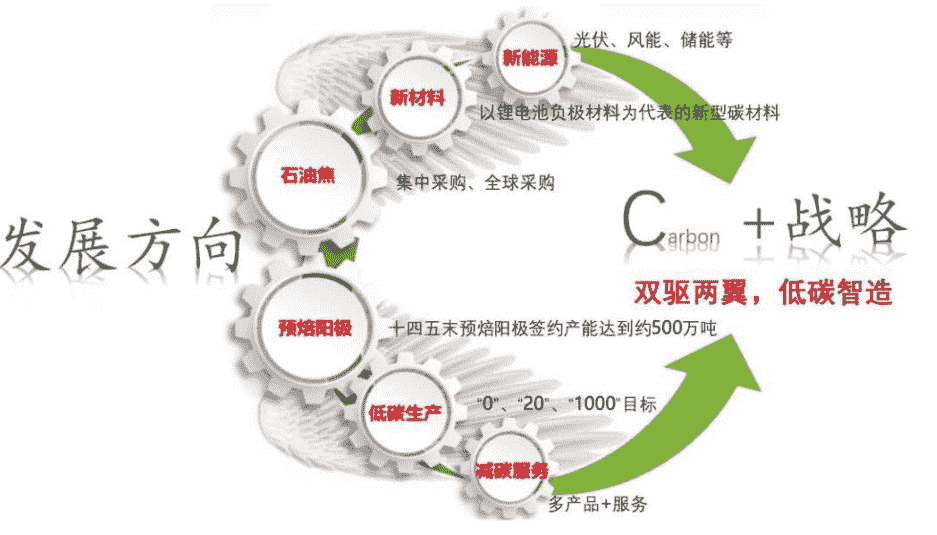 新能源
光伏、风能、储能等
新材料
以锂电池负极材料为代表的新型碳材料
石油焦
集中采购、全球采购
发展方向
Carbon +战略
双驱两翼，低碳智造
预焙阳极
十四五末预焙阳极签约产能达到约500万吨
低碳生产
“0”、“20”、“1000”目标
减碳服务
多产品+服务